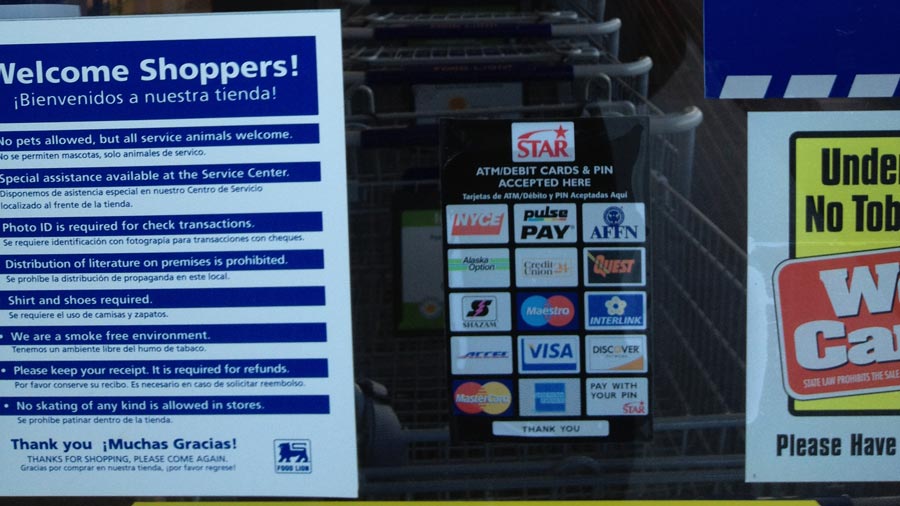 Welcome Shoppers!
¡Bienvenidos a nuestra tienda!
No pets allowed, but all service animals welcome.
No se permiten mascotas, solo animales de servico.
Special assistance available at the Service Center.
Disponemos de asistencia especial en nuestro Centro de Servicio
localizado al frente de la tienda.
Photo ID is required for check transactions.
Se requiere identificación con fotografía para transacciones con cheques.
Distribution of literature on premises is prohibited.
Se prohíbe la distribución de propaganda en este local.
Shirt and shoes required.
Se requiere el uso de camisas y zapatos.
• We are a smoke free environment.
Tenemos un ambiente libre del humo de tabaco.
• Please keep your receipt. It is required for refunds.
Por favor conserve su recibo. Es necesario en caso de solicitar reembolso.
• No skating of any kind is allowed in stores.
Se prohíbe patinar dentro de la tienda.
Thank you ¡Muchas Gracias!
THANKS FOR SHOPPING, PLEASE COME AGAIN.
Gracias por comprar en nuestra tienda, ¡por favor regrese!
FOOD LION
STAR
ATM/DEBIT CARDS & PIN
ACCEPTED HERE
Tarjetas de ATM/Débito y PIN Aceptadas Aquí
NYCE
pulse
PAY
AFFN
Alaska
Option
Credit
Union 24
QUEST
SHAZAM
Maestro
INTERLINK
ACCEL
VISA
DISCOVER
NETWORK
MasterCard
AMERICAN
EXPRESS
PAY WITH
YOUR PIN
STAR
THANK YOU
Unde
No Tob
W
Ca
STATE LAW PROHIBITS THE SALE
Please Have